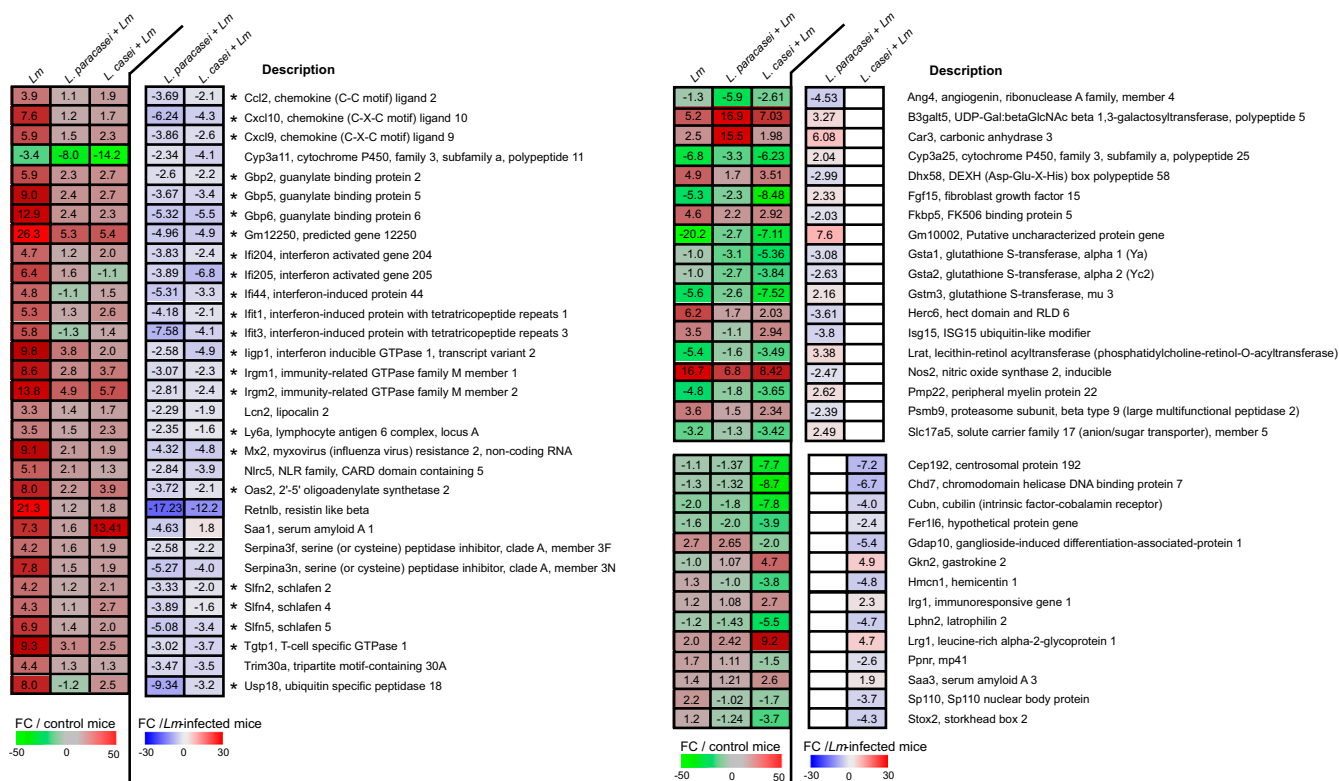 Lm L. paracasei + Lm L. casei + Lm L. paracasei + Lm L. casei + Lm
Description
3.9 1.1 1.9 -3.69 -2.1 * Ccl2, chemokine (C-C motif) ligand 2
7.6 1.2 1.7 -6.24 -4.3 * Cxcl10, chemokine (C-X-C motif) ligand 10
5.9 1.5 2.3 -3.86 -2.6 * Cxcl9, chemokine (C-X-C motif) ligand 9
-3.4 -8.0 -14.2 -2.34 -4.1 Cyp3a11, cytochrome P450, family 3, subfamily a, polypeptide 11
5.9 2.3 2.7 -2.6 -2.2 * Gbp2, guanylate binding protein 2
9.0 2.4 2.7 -3.67 -3.4 * Gbp5, guanylate binding protein 5
12.9 2.4 2.3 -5.32 -5.5 * Gbp6, guanylate binding protein 6
26.3 5.3 5.4 -4.96 -4.9 * Gm12250, predicted gene 12250
4.7 1.2 2.0 -3.83 -2.4 * Ifi204, interferon activated gene 204
6.4 1.6 -1.1 -3.89 -6.8 * Ifi205, interferon activated gene 205
4.8 -1.1 1.5 -5.31 -3.3 * Ifi44, interferon-induced protein 44
5.3 1.3 2.6 -4.18 -2.1 * Ifit1, interferon-induced protein with tetratricopeptide repeats 1
5.8 -1.3 1.4 -7.58 -4.1 * Ifit3, interferon-induced protein with tetratricopeptide repeats 3
9.8 3.8 2.0 -2.58 -4.9 * Iigp1, interferon inducible GTPase 1, transcript variant 2
8.6 2.8 3.7 -3.07 -2.3 * Irgm1, immunity-related GTPase family M member 1
13.8 4.9 5.7 -2.81 -2.4 * Irgm2, immunity-related GTPase family M member 2
3.3 1.4 1.7 -2.29 -1.9 Lcn2, lipocalin 2
3.5 1.5 2.3 -2.35 -1.6 * Ly6a, lymphocyte antigen 6 complex, locus A
9.1 2.1 1.9 -4.32 -4.8 * Mx2, myxovirus (influenza virus) resistance 2, non-coding RNA
5.1 2.1 1.3 -2.84 -3.9 Nlrc5, NLR family, CARD domain containing 5
8.0 2.2 3.9 -3.72 -2.1 * Oas2, 2'-5' oligoadenylate synthetase 2
21.3 1.2 1.8 -17.23 -12.2 Retnlb, resistin like beta
7.3 1.6 13.41 -4.63 1.8 Saa1, serum amyloid A 1
4.2 1.6 1.9 -2.58 -2.2 Serpina3f, serine (or cysteine) peptidase inhibitor, clade A, member 3F
7.8 1.5 1.9 -5.27 -4.0 Serpina3n, serine (or cysteine) peptidase inhibitor, clade A, member 3N
4.2 1.2 2.1 -3.33 -2.0 * Slfn2, schlafen 2
4.3 1.1 2.7 -3.89 -1.6 * Slfn4, schlafen 4
6.9 1.4 2.0 -5.08 -3.4 * Slfn5, schlafen 5
9.3 3.1 2.5 -3.02 -3.7 * Tgtp1, T-cell specific GTPase 1
4.4 1.3 1.3 -3.47 -3.5 Trim30a, tripartite motif-containing 30A
8.0 -1.2 2.5 -9.34 -3.2 * Usp18, ubiquitin specific peptidase 18
FC / control mice FC /Lm-infected mice
-50 0 50 -30 0 30
Lm L. paracasei + Lm L. casei + Lm L. paracasei + Lm L. casei + Lm
Description
-1.3 -5.9 -2.61 -4.53 Ang4, angiogenin, ribonuclease A family, member 4
5.2 16.9 7.03 3.27 B3galt5, UDP-Gal:betaGlcNAc beta 1,3-galactosyltransferase, polypeptide 5
2.5 15.5 1.98 6.08 Car3, carbonic anhydrase 3
-6.8 -3.3 -6.23 2.04 Cyp3a25, cytochrome P450, family 3, subfamily a, polypeptide 25
4.9 1.7 3.51 -2.99 Dhx58, DEXH (Asp-Glu-X-His) box polypeptide 58
-5.3 -2.3 -8.48 2.33 Fgf15, fibroblast growth factor 15
4.6 2.2 2.92 -2.03 Fkbp5, FK506 binding protein 5
-20.2 -2.7 -7.11 7.6 Gm10002, Putative uncharacterized protein gene
-1.0 -3.1 -5.36 -3.08 Gsta1, glutathione S-transferase, alpha 1 (Ya)
-1.0 -2.7 -3.84 -2.63 Gsta2, glutathione S-transferase, alpha 2 (Yc2)
-5.6 -2.6 -7.52 2.16 Gstm3, glutathione S-transferase, mu 3
6.2 1.7 2.03 -3.61 Herc6, hect domain and RLD 6
3.5 -1.1 2.94 -3.8 Isg15, ISG15 ubiquitin-like modifier
-5.4 -1.6 -3.49 3.38 Lrat, lecithin-retinol acyltransferase (phosphatidylcholine-retinol-O-acyltransferase)
16.7 6.8 8.42 -2.47 Nos2, nitric oxide synthase 2, inducible
-4.8 -1.8 -3.65 2.62 Pmp22, peripheral myelin protein 22
3.6 1.5 2.34 -2.39 Psmb9, proteasome subunit, beta type 9 (large multifunctional peptidase 2)
-3.2 -1.3 -3.42 2.49 Slc17a5, solute carrier family 17 (anion/sugar transporter), member 5
-1.1 -1.37 -7.7 -7.2 Cep192, centrosomal protein 192
-1.3 -1.32 -8.7 -6.7 Chd7, chromodomain helicase DNA binding protein 7
-2.0 -1.8 -7.8 -4.0 Cubn, cubilin (intrinsic factor-cobalamin receptor)
-1.6 -2.0 -3.9 -2.4 Fer1l6, hypothetical protein gene
2.7 2.65 -2.0 -5.4 Gdap10, ganglioside-induced differentiation-associated-protein 1
-1.0 1.07 4.7 4.9 Gkn2, gastrokine 2
1.3 -1.0 -3.8 -4.8 Hmcn1, hemicentin 1
1.2 1.08 2.7 2.3 Irg1, immunoresponsive gene 1
-1.2 -1.43 -5.5 -4.7 Lphn2, latrophilin 2
2.0 2.42 9.2 4.7 Lrg1, leucine-rich alpha-2-glycoprotein 1
1.7 1.11 -1.5 -2.6 Ppnr, mp41
1.4 1.21 2.6 1.9 Saa3, serum amyloid A 3
2.2 -1.02 -1.7 -3.7 Sp110, Sp110 nuclear body protein
1.2 -1.24 -3.7 -4.3 Stox2, storkhead box 2
FC / control mice FC /Lm-infected mice
-50 0 50 -30 0 30